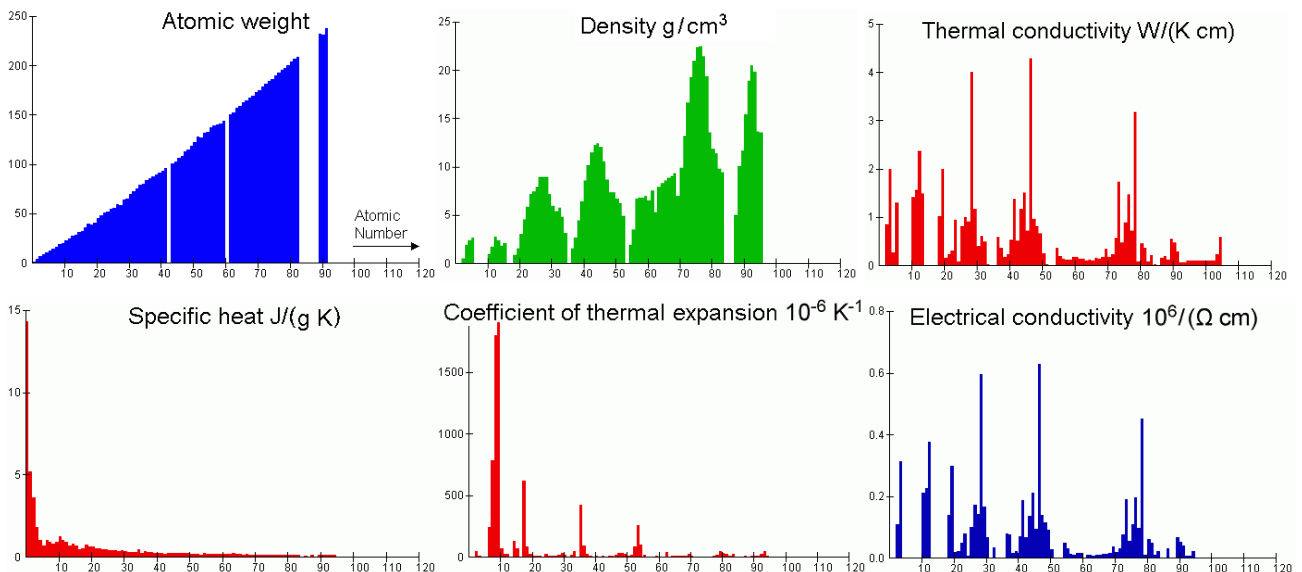 Atomic weight
250
200
150
100
50
0
10 20 30 40 50 60 70 80 90 100 110 120
Atomic
Number
Density g/cm³
25
20
15
10
5
0
10 20 30 40 50 60 70 80 90 100 110 120
Thermal conductivity W/(K cm)
5
4
3
2
1
0
10 20 30 40 50 60 70 80 90 100 110 120
Specific heat J/(g K)
15
10
5
0
10 20 30 40 50 60 70 80 90 100 110 120
Coefficient of thermal expansion 10⁻⁶ K⁻¹
1500
1000
500
0
10 20 30 40 50 60 70 80 90 100 110 120
Electrical conductivity 10⁶/(Ω cm)
0.8
0.6
0.4
0.2
0.0
10 20 30 40 50 60 70 80 90 100 110 120